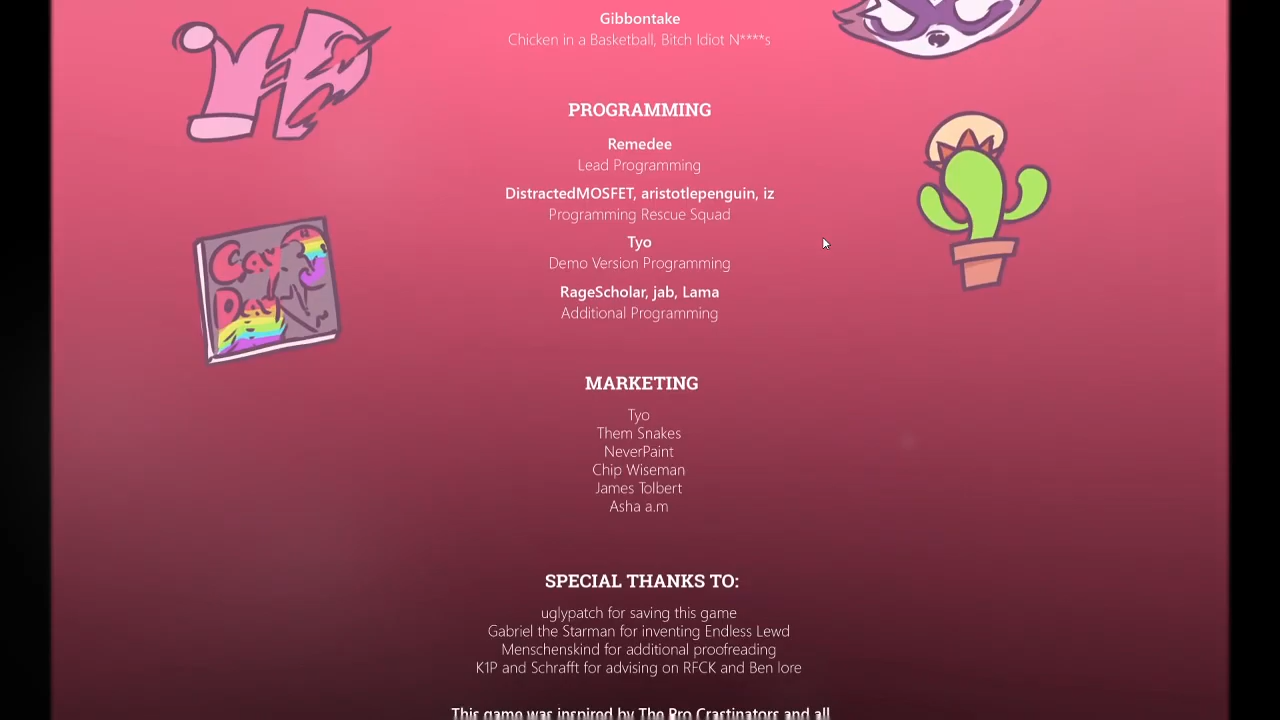 Gibbontake
Chicken in a Basketball, Bitch Idiot N****s
PROGRAMMING
Remedee
Lead Programming
DistractedMOSFET, aristotlepenguin, iz
Programming Rescue Squad
Tyo
Demo Version Programming
RageScholar, jab, Lama
Additional Programming
MARKETING
Tyo
Them Snakes
NeverPaint
Chip Wiseman
James Tolbert
Asha a.m
SPECIAL THANKS TO:
uglypatch for saving this game
Gabriel the Starman for inventing Endless Lewd
Menschenskind for additional proofreading
K1P and Schrafft for advising on RFCK and Ben lore
This game was inspired by The Pro Crastinators and all